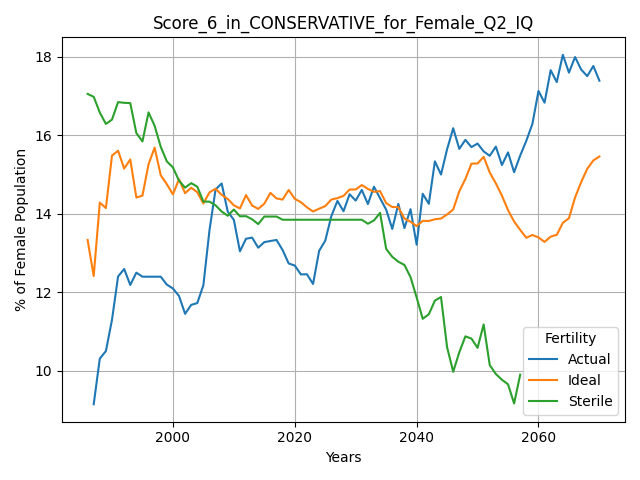 Score_6_in_CONSERVATIVE_for_Female_Q2_IQ
% of Female Population
18
16
14
12
10
2000 2020 2040 2060
Years
Fertility
Actual
Ideal
Sterile